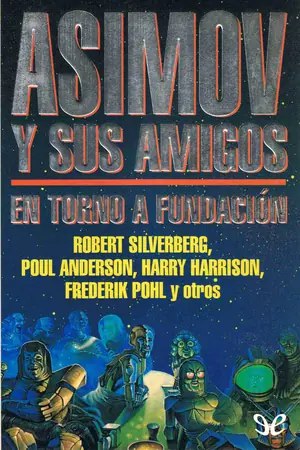 ASIMOV
Y SUS AMIGOS
EN TORNO A FUNDACIÓN
ROBERT SILVERBERG,
POUL ANDERSON, HARRY HARRISON,
FREDERIK POHL y otros